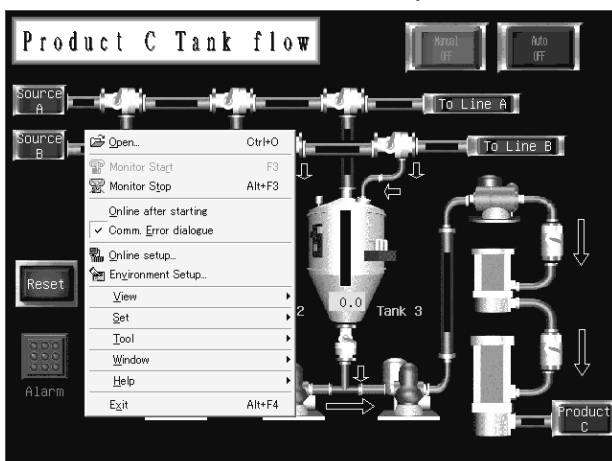 Product C Tank flow
Manual
OFF
Auto
OFF
Source
A
To Line A
Source
B
To Line B
Open... Ctrl+O
Monitor Start F3
Monitor Stop Alt+F3
Online after starting
Comm. Error dialogue
Online setup...
Environment Setup...
View
Set
Tool
Window
Help
Exit Alt+F4
Reset
0.0
2
Tank 3
Alarm
Product
C